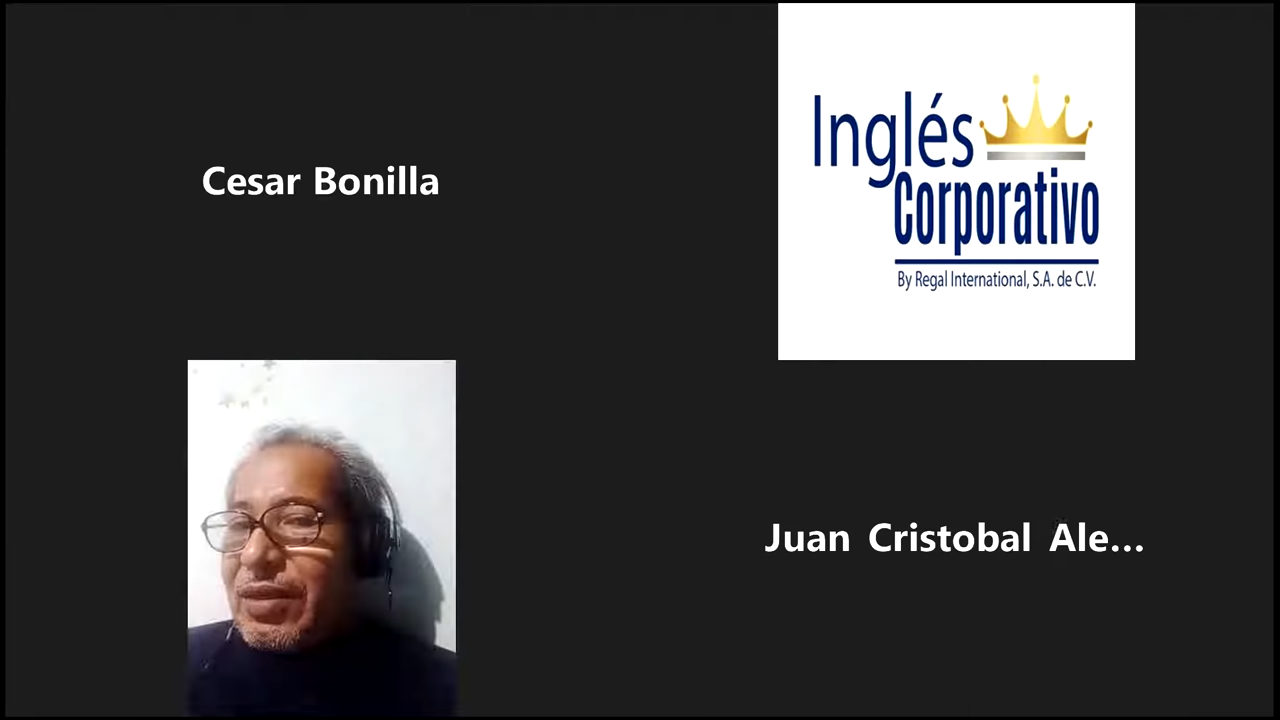 Cesar Bonilla
Inglés
Corporativo
By Regal International, S.A. de C.V.
Juan Cristobal Ale...